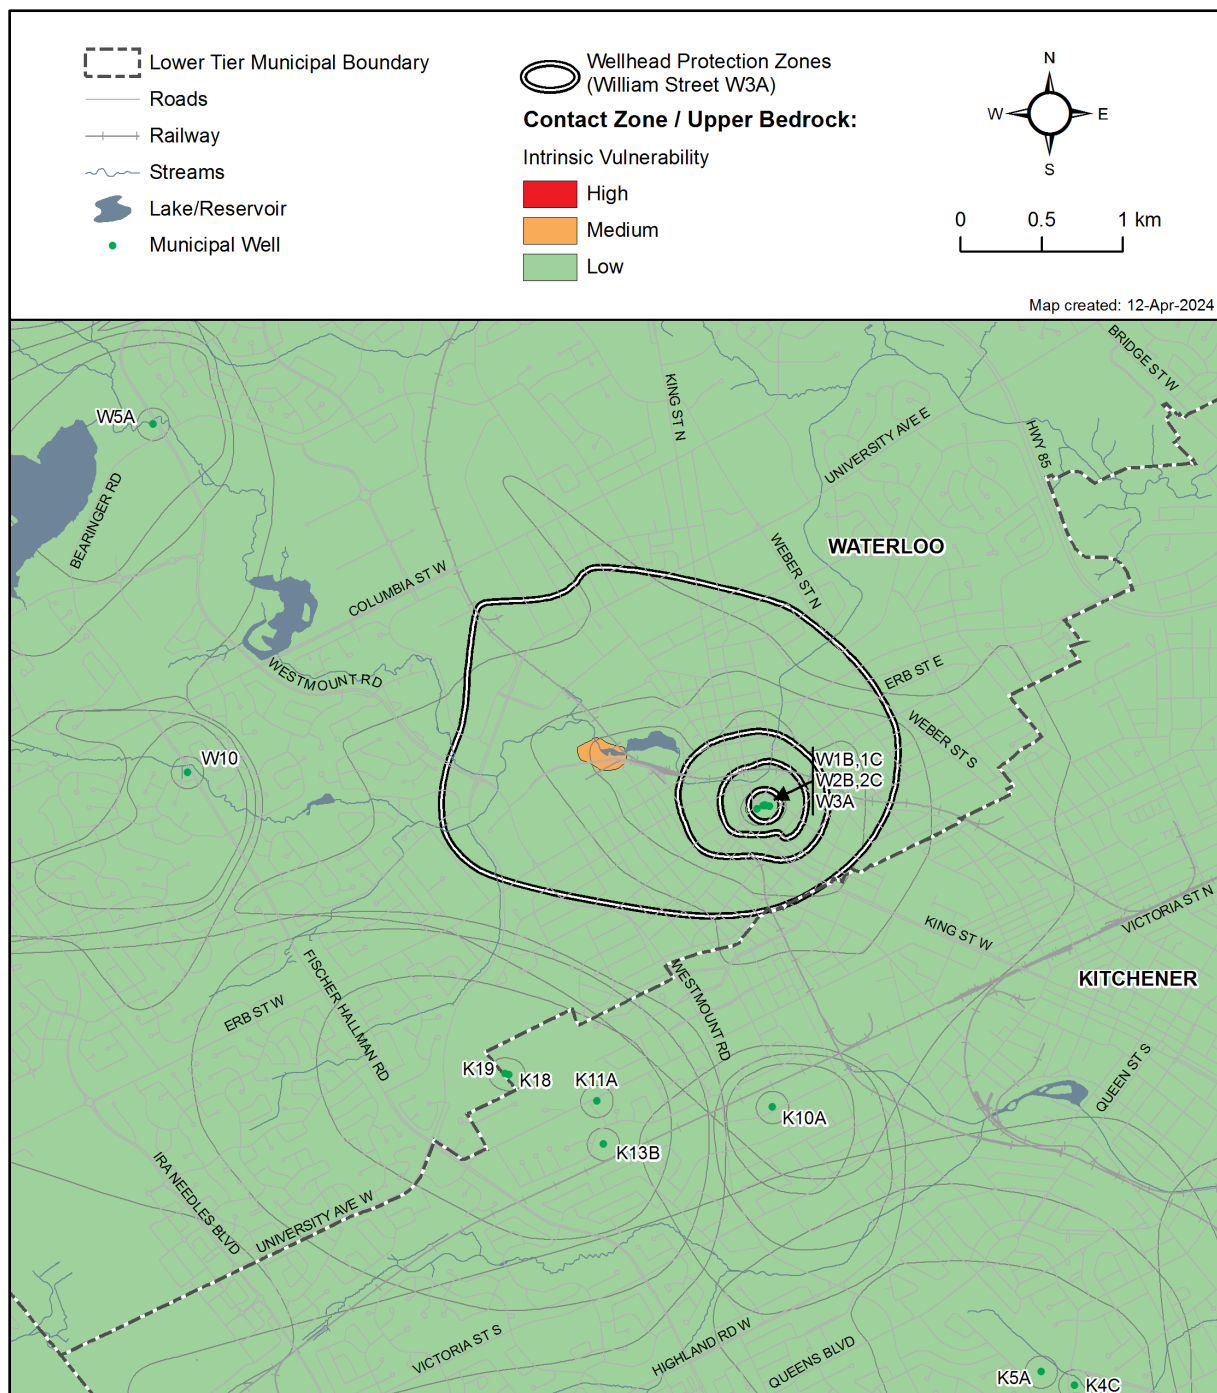 Lower Tier Municipal Boundary
Roads
Railway
Streams
Lake/Reservoir
Municipal Well
Wellhead Protection Zones
(William Street W3A)
Contact Zone / Upper Bedrock:
Intrinsic Vulnerability
High
Medium
Low
N
W
E
S
0 0.5 1 km
Map created: 12-Apr-2024
BRIDGE ST W
KING ST N
W5A
UNIVERSITY AVE E
HWY 85
BEARINGER RD
WATERLOO
WEBER ST N
COLUMBIA ST W
WESTMOUNT RD
ERB ST E
WEBER ST S
W10
W1B,1C
W2B,2C
W3A
VICTORIA ST N
KING ST W
FISCHER HALLMAN RD
WESTMOUNT RD
KITCHENER
ERB ST W
K19
K18
K11A
K10A
QUEEN ST S
K13B
IRA NEEDLES BLVD
UNIVERSITY AVE W
VICTORIA ST S
HIGHLAND RD W
QUEENS BLVD
K5A
K4C